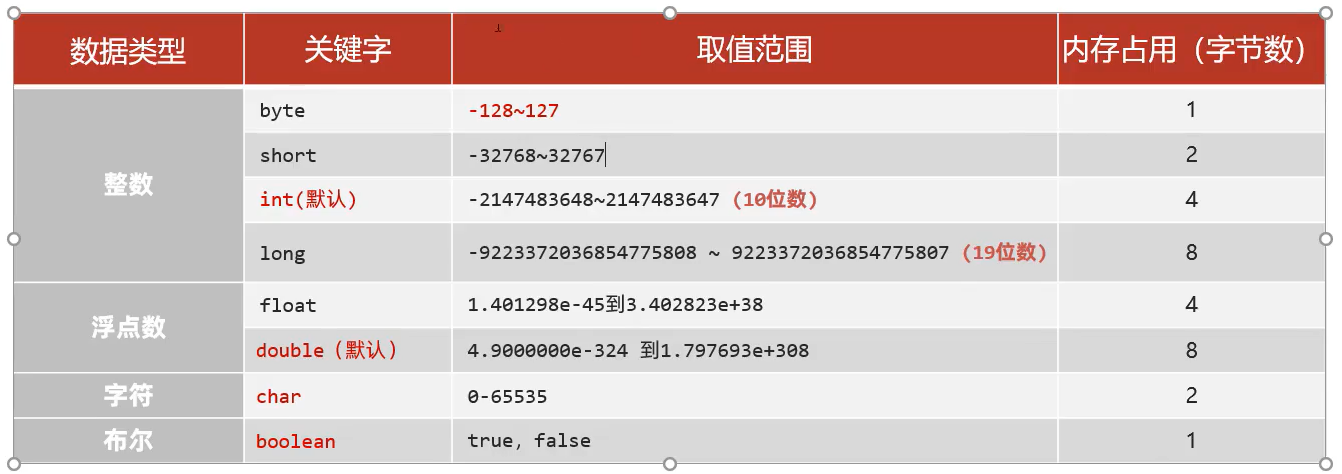 数据类型 关键字 取值范围 内存占用（字节数）
整数 byte -128~127 1
short -32768~32767 2
int(默认) -2147483648~2147483647 (10位数) 4
long -9223372036854775808 ~ 9223372036854775807 (19位数) 8
浮点数 float 1.401298e-45到3.402823e+38 4
double（默认） 4.9000000e-324 到1.797693e+308 8
字符 char 0-65535 2
布尔 boolean true，false 1